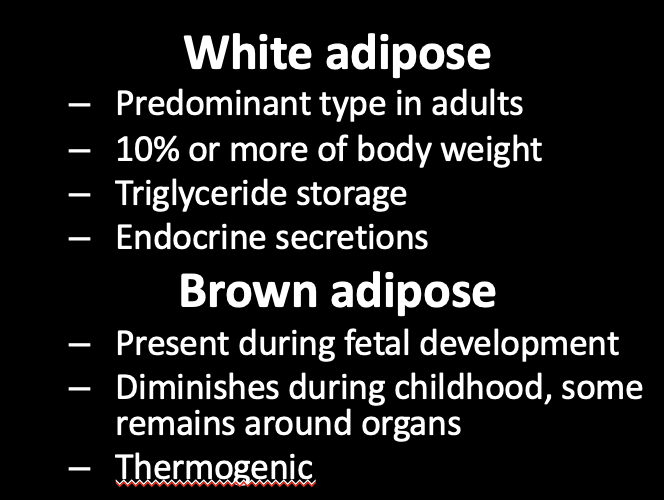 White adipose
– Predominant type in adults
– 10% or more of body weight
– Triglyceride storage
– Endocrine secretions
Brown adipose
– Present during fetal development
– Diminishes during childhood, some
remains around organs
– Thermogenic